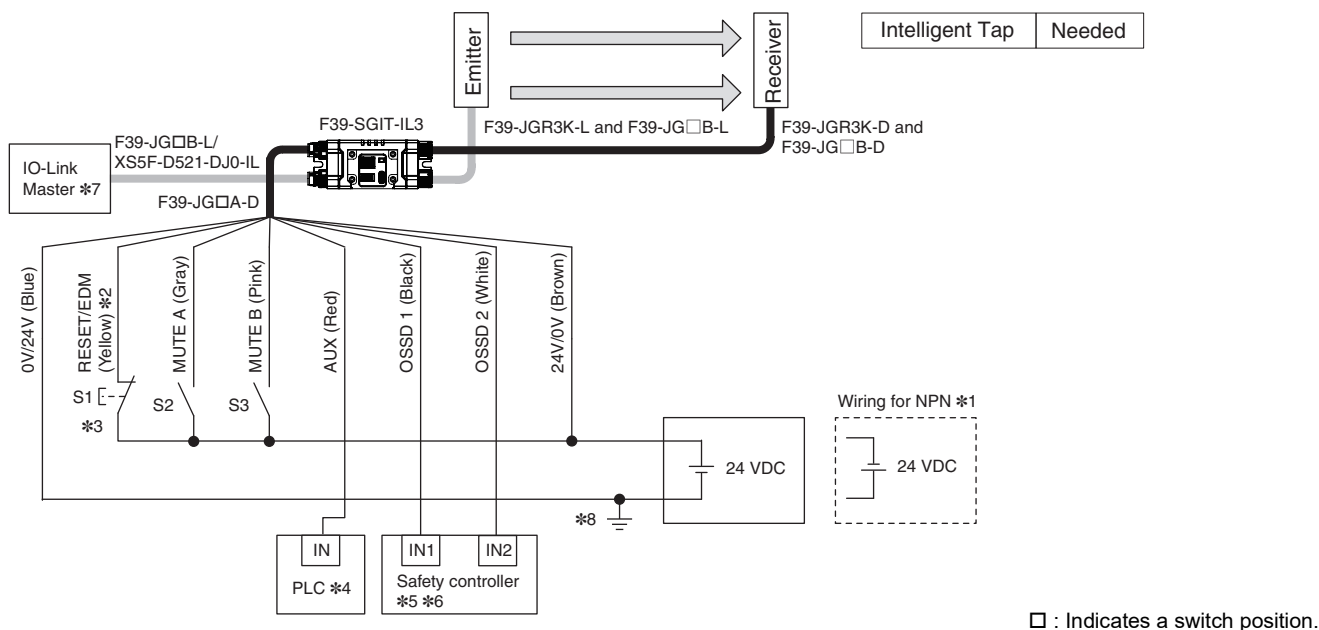 Emitter
Receiver
Intelligent Tap Needed
F39-SGIT-IL3
F39-JGR3K-L and F39-JG□B-L
F39-JGR3K-D and
F39-JG□B-D
F39-JG□B-L/
XS5F-D521-DJ0-IL
IO-Link
Master *7
F39-JG□A-D
0V/24V (Blue)
RESET/EDM
(Yellow) *2
MUTE A (Gray)
MUTE B (Pink)
AUX (Red)
OSSD 1 (Black)
OSSD 2 (White)
24V/0V (Brown)
S1
*3
S2
S3
Wiring for NPN *1
24 VDC
24 VDC
*8
IN
PLC *4
IN1
IN2
Safety controller
*5 *6
□ : Indicates a switch position.